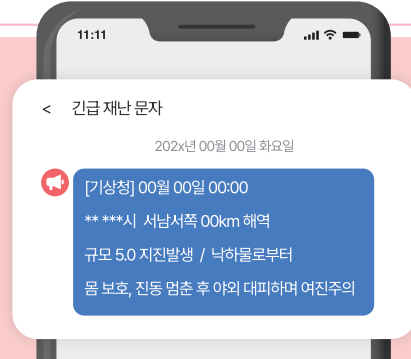 11:11
< 긴급 재난 문자
202x년 00월 00일 화요일
[기상청] 00월 00일 00:00
** ***시 서남서쪽 00km 해역
규모 5.0 지진발생 / 낙하물로부터
몸 보호, 진동 멈춘 후 야외 대피하며 여진주의